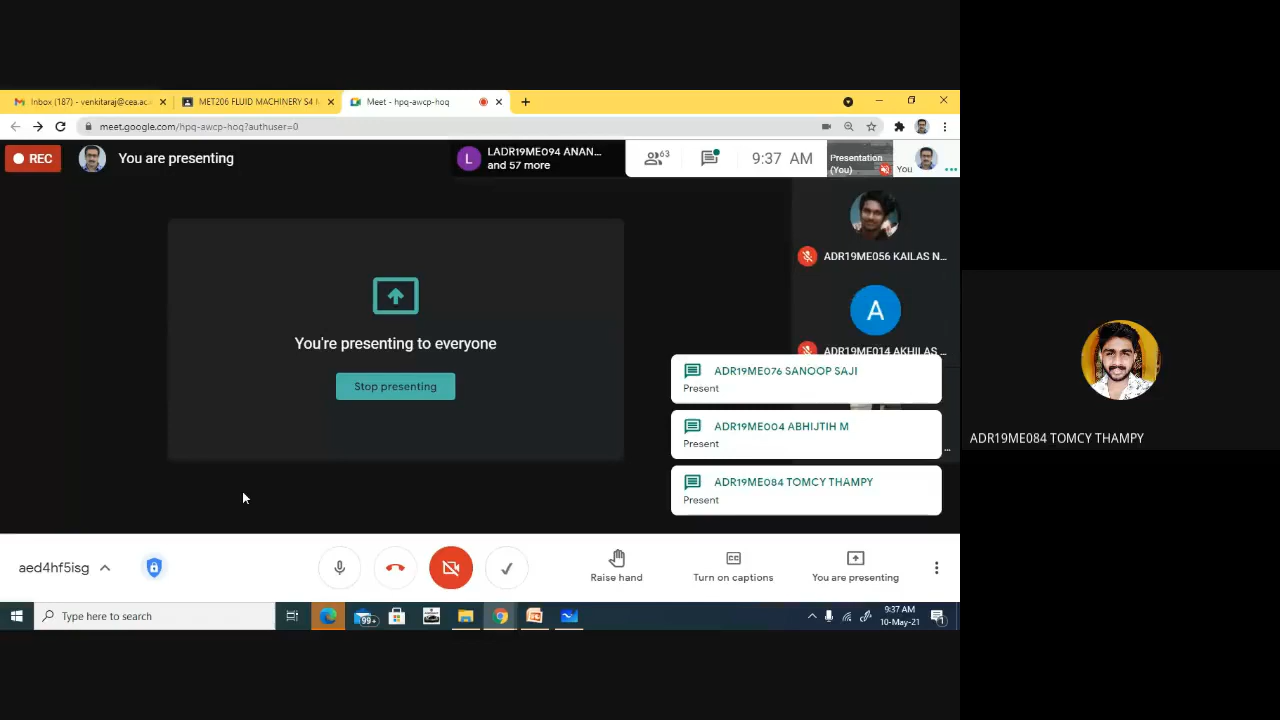 Inbox (187) - venkitaraj@cea.ac.
MET206 FLUID MACHINERY S4
Meet - hpq-awcp-hoq
meet.google.com/hpq-awcp-hoq?authuser=0
REC
You are presenting
L
LADR19ME094 ANAN...
and 57 more
63
9:37 AM
Presentation
(You)
You
ADR19ME056 KAILAS N...
A
ADR19ME014 AKHILAS ...
You're presenting to everyone
Stop presenting
ADR19ME076 SANOOP SAJI
Present
ADR19ME004 ABHIJTIH M
Present
ADR19ME084 TOMCY THAMPY
Present
ADR19ME084 TOMCY THAMPY
aed4hf5isg
Raise hand
CC
Turn on captions
You are presenting
Type here to search
99+
9:37 AM
10-May-21
1